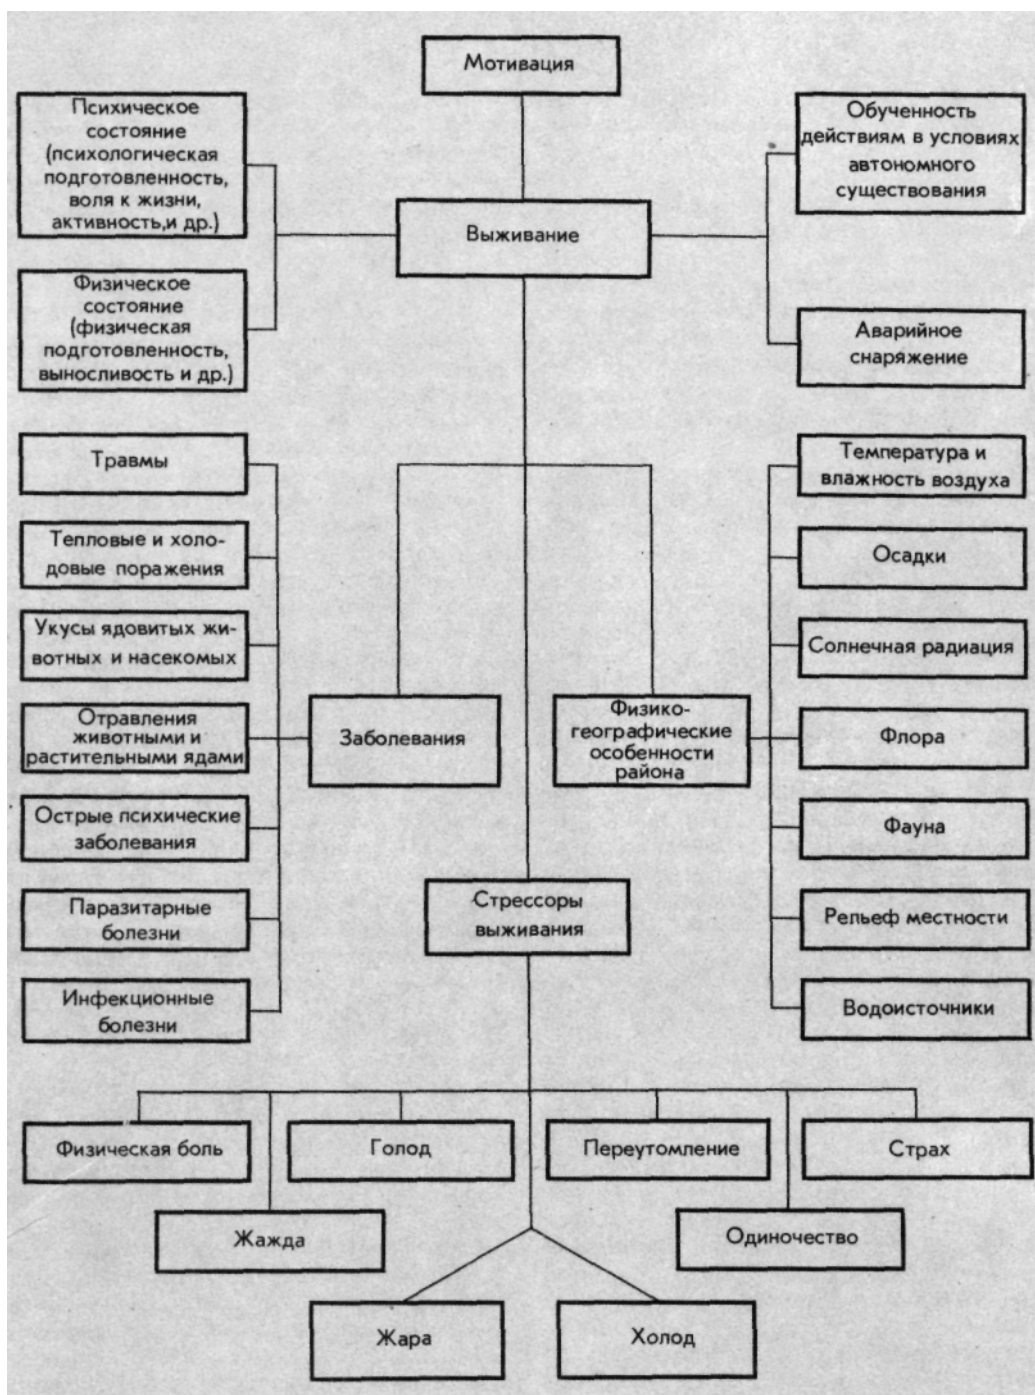 Мотивация
Психическое
состояние
(психологическая
подготовленность,
воля к жизни,
активность,и др.)
Обученность
действиям в условиях
автономного
существования
Выживание
Физическое
состояние
(физическая
подготовленность,
выносливость и др.)
Аварийное
снаряжение
Травмы
Тепловые и холо-
довые поражения
Укусы ядовитых жи-
вотных и насекомых
Отравления
животными и
растительными ядами
Острые психические
заболевания
Паразитарные
болезни
Инфекционные
болезни
Заболевания
Физико-
географические
особенности
района
Температура и
влажность воздуха
Осадки
Солнечная радиация
Флора
Фауна
Рельеф местности
Водоисточники
Стрессоры
выживания
Физическая боль
Голод
Переутомление
Страх
Жажда
Одиночество
Жара
Холод